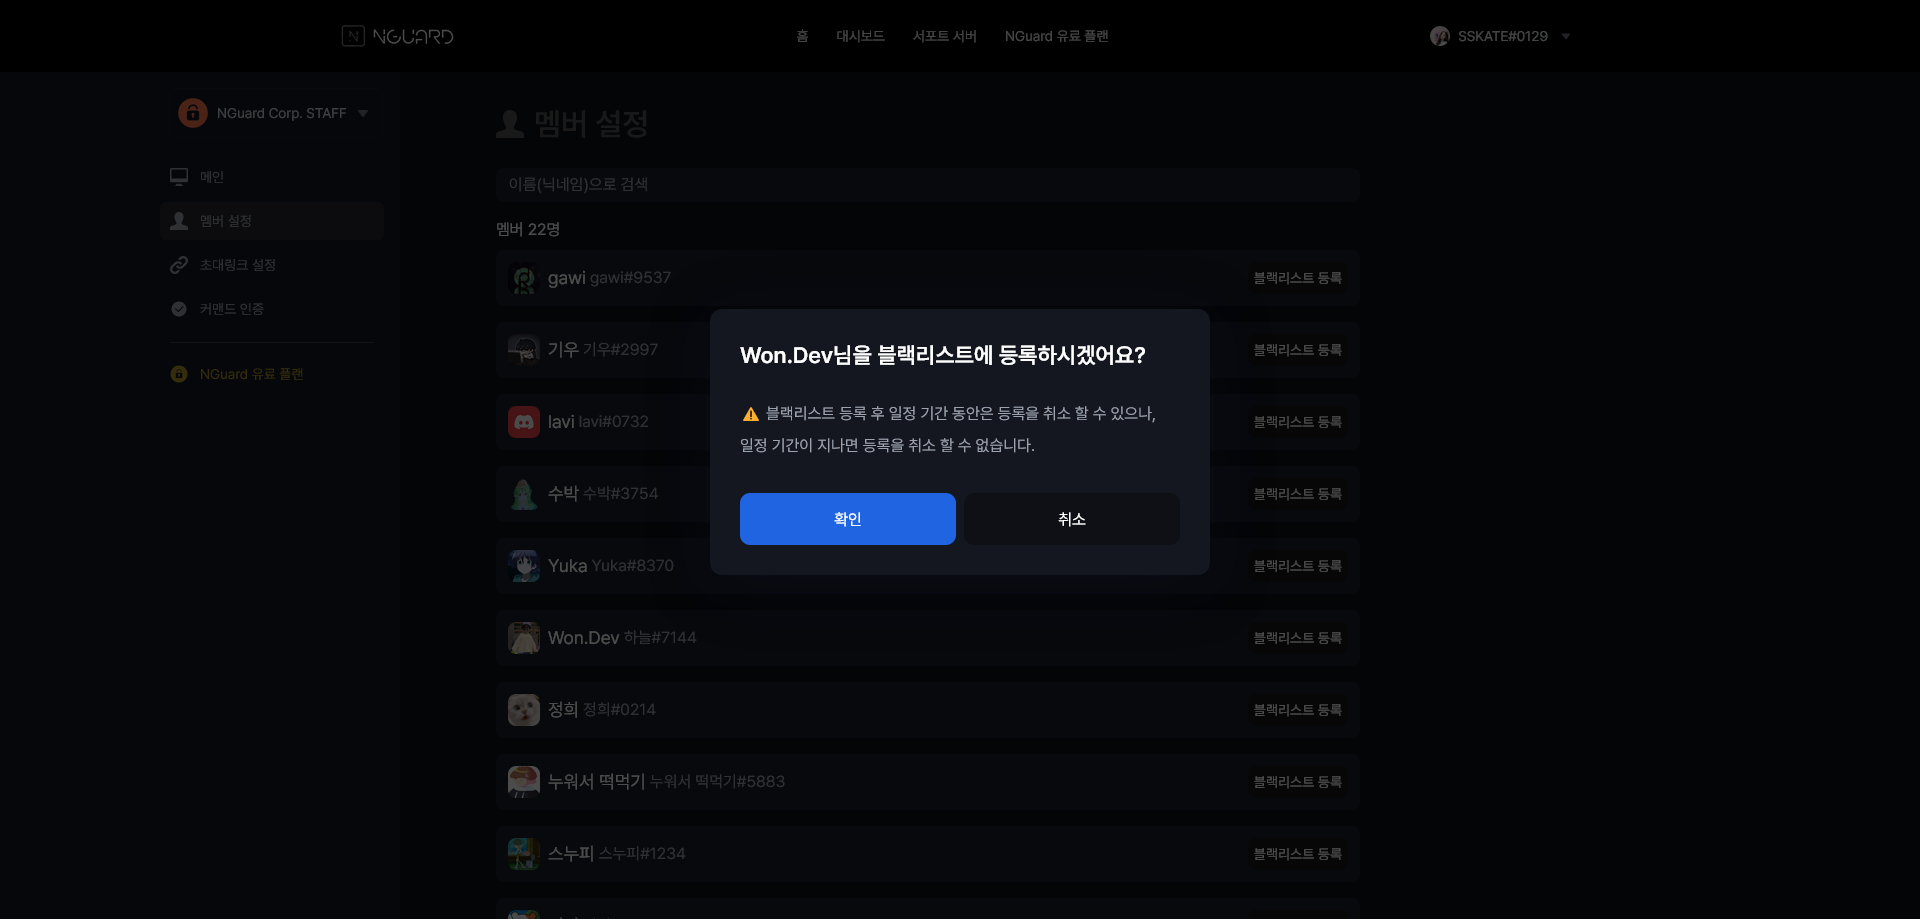 N NGUARD
홈 대시보드 서포트 서버 NGuard 유료 플랜
SSKATE#0129
NGuard Corp. STAFF
메인
멤버 설정
초대링크 설정
커맨드 인증
NGuard 유료 플랜
멤버 설정
이름(닉네임)으로 검색
멤버 22명
gawi gawi#9537 블랙리스트 등록
기우 기우#2997 블랙리스트 등록
lavi lavi#0732 블랙리스트 등록
수박 수박#3754 블랙리스트 등록
Yuka Yuka#8370 블랙리스트 등록
Won.Dev 하늘#7144 블랙리스트 등록
정희 정희#0214 블랙리스트 등록
누워서 떡먹기 누워서 떡먹기#5883 블랙리스트 등록
스누피 스누피#1234 블랙리스트 등록
Won.Dev님을 블랙리스트에 등록하시겠어요?
⚠ 블랙리스트 등록 후 일정 기간 동안은 등록을 취소 할 수 있으나,
일정 기간이 지나면 등록을 취소 할 수 없습니다.
확인 취소